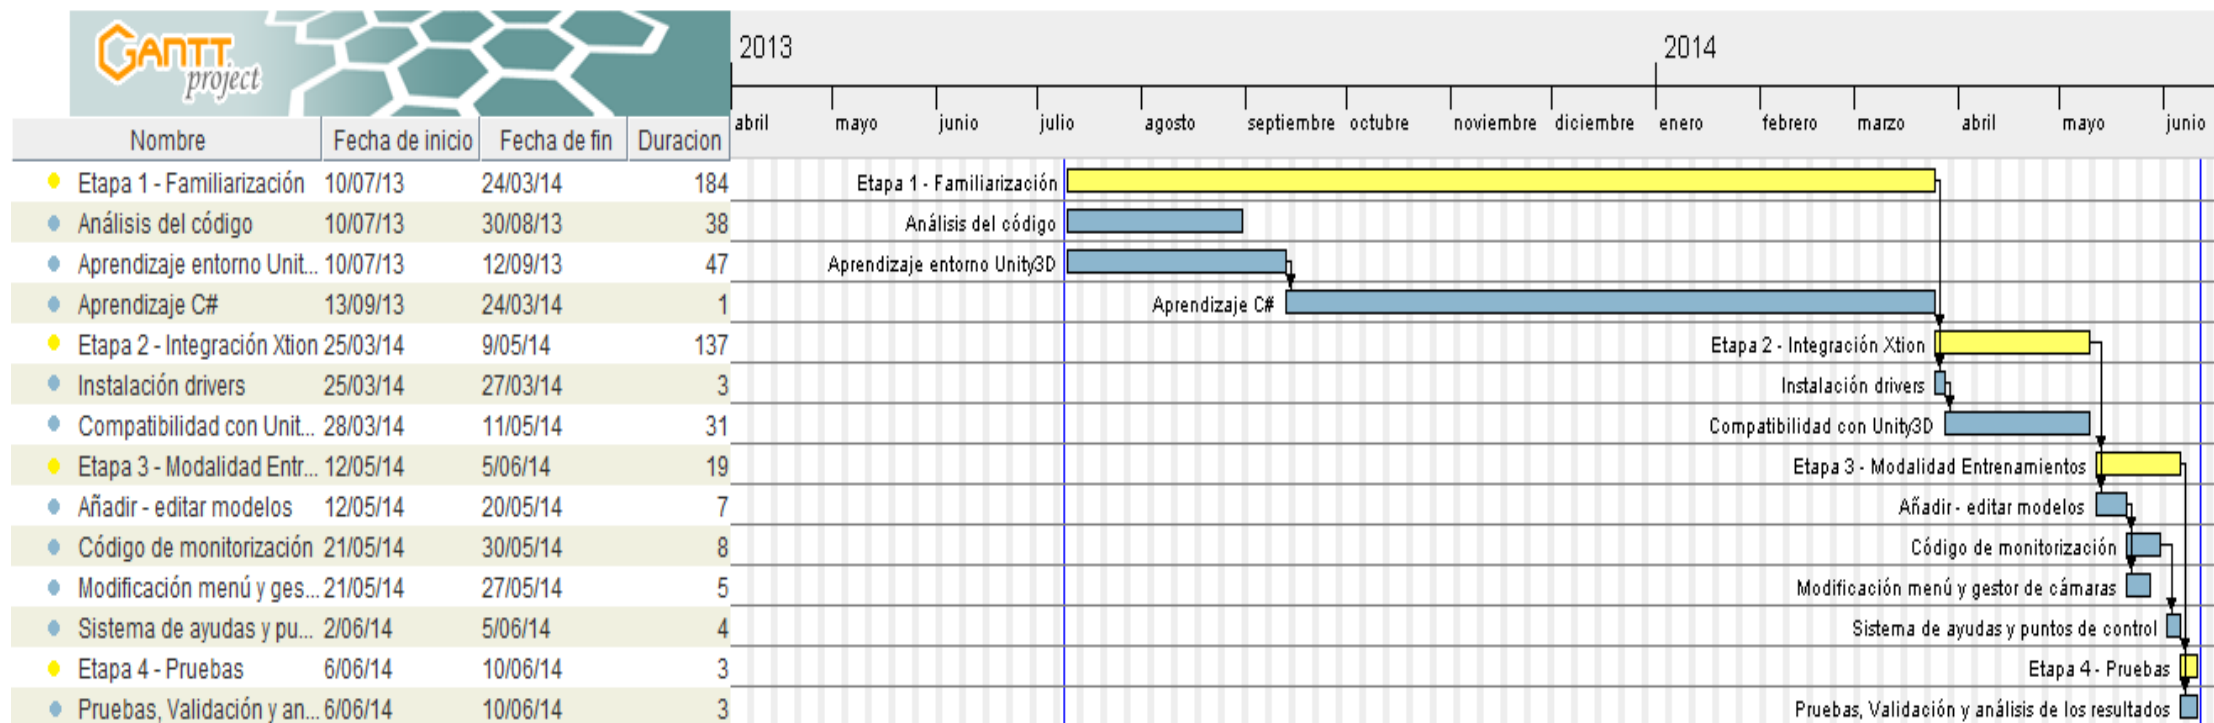 GANTT
project
2013 2014
abril mayo junio julio agosto septiembre octubre noviembre diciembre enero febrero marzo abril mayo junio
Nombre Fecha de inicio Fecha de fin Duracion
Etapa 1 - Familiarización 10/07/13 24/03/14 184 Etapa 1 - Familiarización
Análisis del código 10/07/13 30/08/13 38 Análisis del código
Aprendizaje entorno Unit... 10/07/13 12/09/13 47 Aprendizaje entorno Unity3D
Aprendizaje C# 13/09/13 24/03/14 1 Aprendizaje C#
Etapa 2 - Integración Xtion 25/03/14 9/05/14 137 Etapa 2 - Integración Xtion
Instalación drivers 25/03/14 27/03/14 3 Instalación drivers
Compatibilidad con Unit... 28/03/14 11/05/14 31 Compatibilidad con Unity3D
Etapa 3 - Modalidad Entr... 12/05/14 5/06/14 19 Etapa 3 - Modalidad Entrenamientos
Añadir - editar modelos 12/05/14 20/05/14 7 Añadir - editar modelos
Código de monitorización 21/05/14 30/05/14 8 Código de monitorización
Modificación menú y ges... 21/05/14 27/05/14 5 Modificación menú y gestor de cámaras
Sistema de ayudas y pu... 2/06/14 5/06/14 4 Sistema de ayudas y puntos de control
Etapa 4 - Pruebas 6/06/14 10/06/14 3 Etapa 4 - Pruebas
Pruebas, Validación y an... 6/06/14 10/06/14 3 Pruebas, Validación y análisis de los resultados